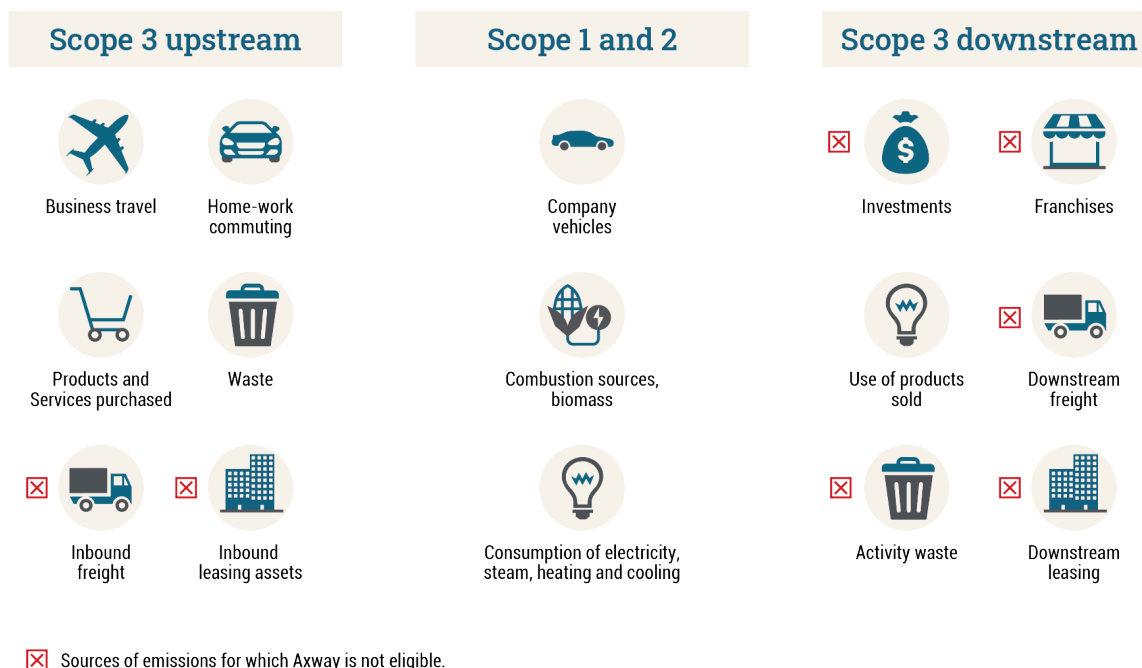 Scope 3 upstream
Scope 1 and 2
Scope 3 downstream
Business travel
Home-work
commuting
Company
vehicles
$
Investments
Franchises
Products and
Services purchased
Waste
Combustion sources,
biomass
Use of products
sold
Downstream
freight
Inbound
freight
Inbound
leasing assets
Consumption of electricity,
steam, heating and cooling
Activity waste
Downstream
leasing
Sources of emissions for which Axway is not eligible.